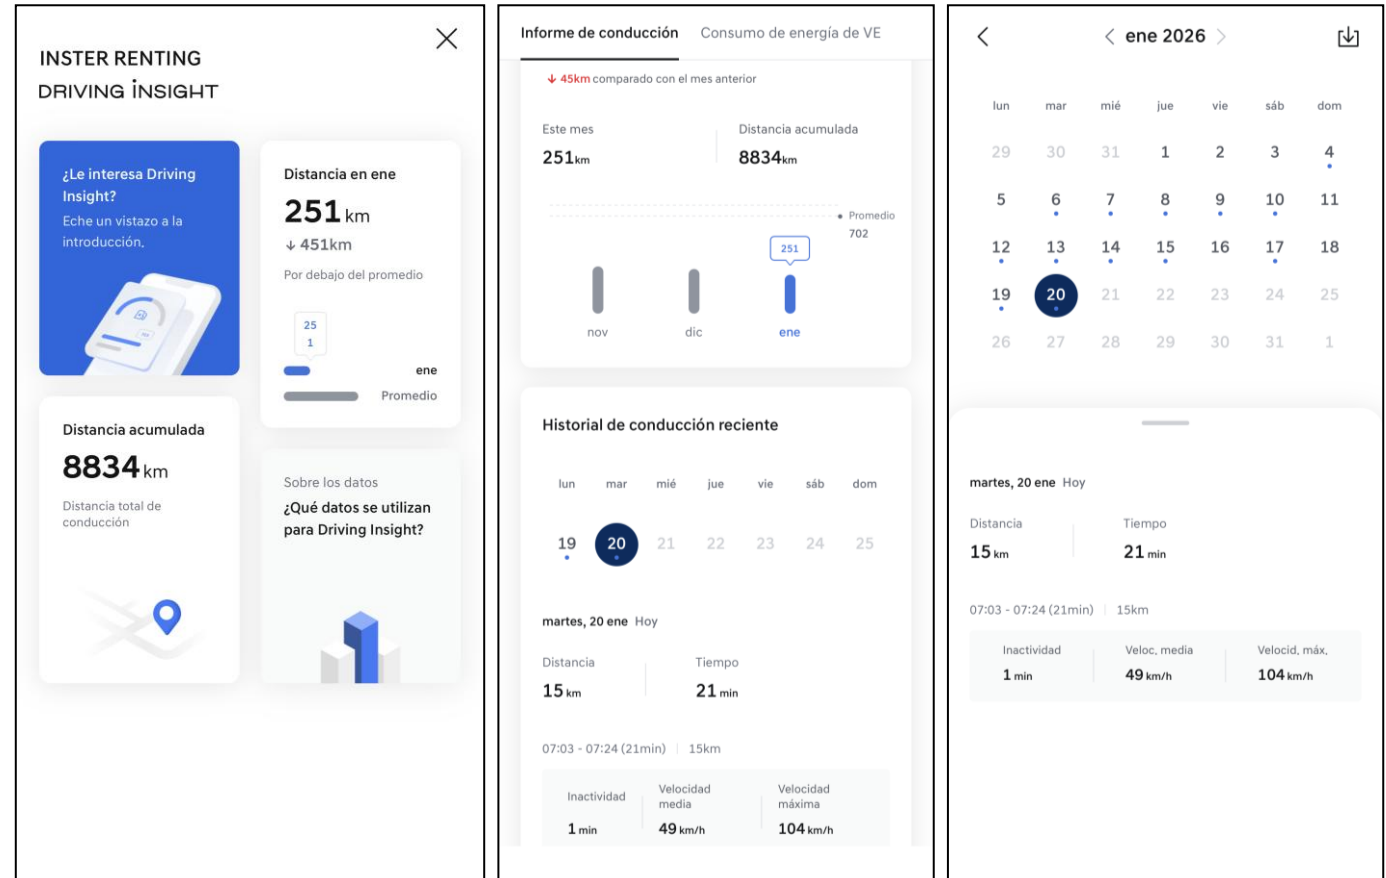 INSTER RENTING
DRIVING iNSIGHT
¿Le interesa Driving
Insight?
Eche un vistazo a la
introducción.
Distancia en ene
251 km
↓ 451km
Por debajo del promedio
25
1
ene
Promedio
Distancia acumulada
8834 km
Distancia total de
conducción
Sobre los datos
¿Qué datos se utilizan
para Driving Insight?
Informe de conducción Consumo de energía de VE
↓ 45km comparado con el mes anterior
Este mes Distancia acumulada
251km 8834km
Promedio
702
251
nov dic ene
Historial de conducción reciente
lun mar mié jue vie sáb dom
19 20 21 22 23 24 25
martes, 20 ene Hoy
Distancia Tiempo
15 km 21 min
07:03 - 07:24 (21min) | 15km
Inactividad Velocidad media Velocidad máxima
1 min 49 km/h 104 km/h
< ene 2026 >
lun mar mié jue vie sáb dom
29 30 31 1 2 3 4
5 6 7 8 9 10 11
12 13 14 15 16 17 18
19 20 21 22 23 24 25
26 27 28 29 30 31 1
martes, 20 ene Hoy
Distancia Tiempo
15 km 21 min
07:03 - 07:24 (21min) | 15km
Inactividad Veloc. media Velocid. máx.
1 min 49 km/h 104 km/h